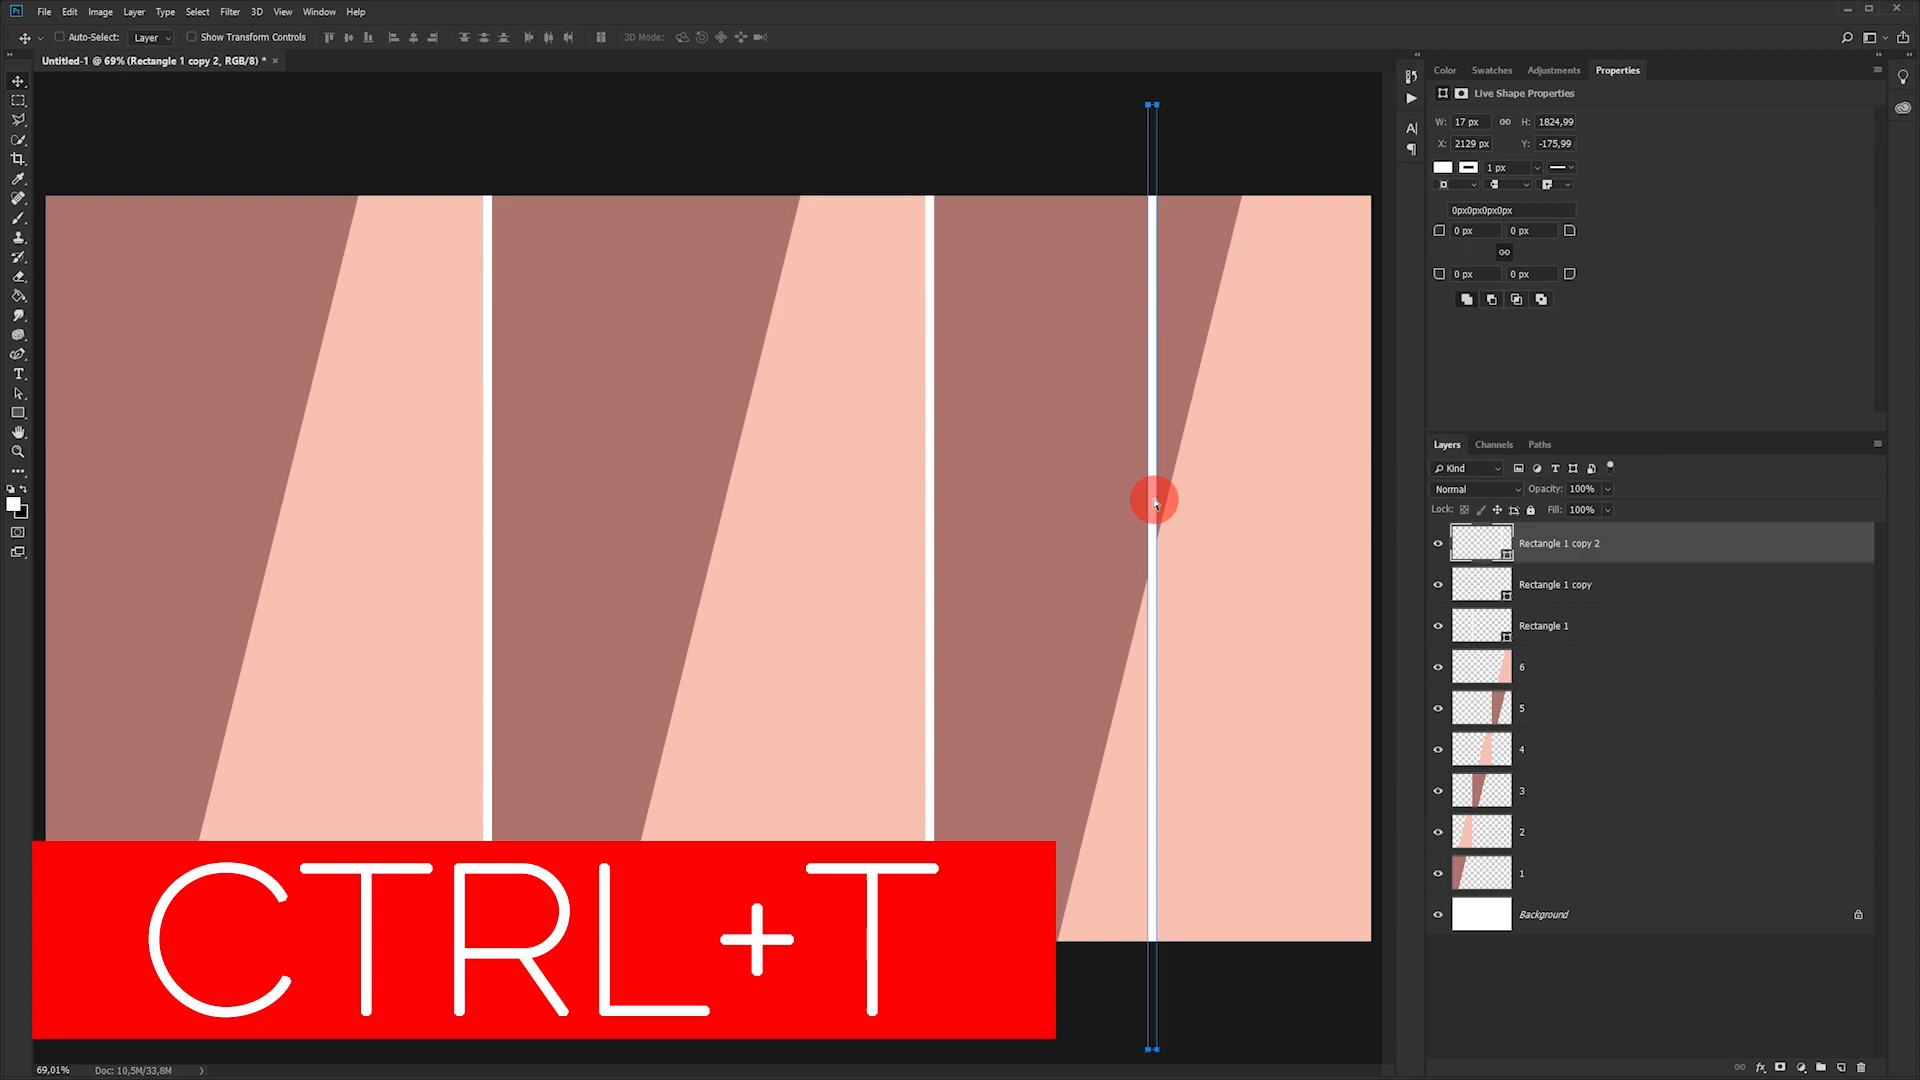 Ps File Edit Image Layer Type Select Filter 3D View Window Help
Auto-Select: Layer Show Transform Controls 3D Mode:
Untitled-1 @ 69% (Rectangle 1 copy 2, RGB/8) * ×
Color Swatches Adjustments Properties
Live Shape Properties
W: 17 px H: 1824,99
X: 2129 px Y: -175,99
1 px
0px0px0px0px
0 px 0 px
0 px 0 px
Layers Channels Paths
Kind
Normal Opacity: 100%
Lock: Fill: 100%
Rectangle 1 copy 2
Rectangle 1 copy
Rectangle 1
6
5
4
3
2
1
Background
CTRL+T
69,01% Doc: 10,5M/33,8M